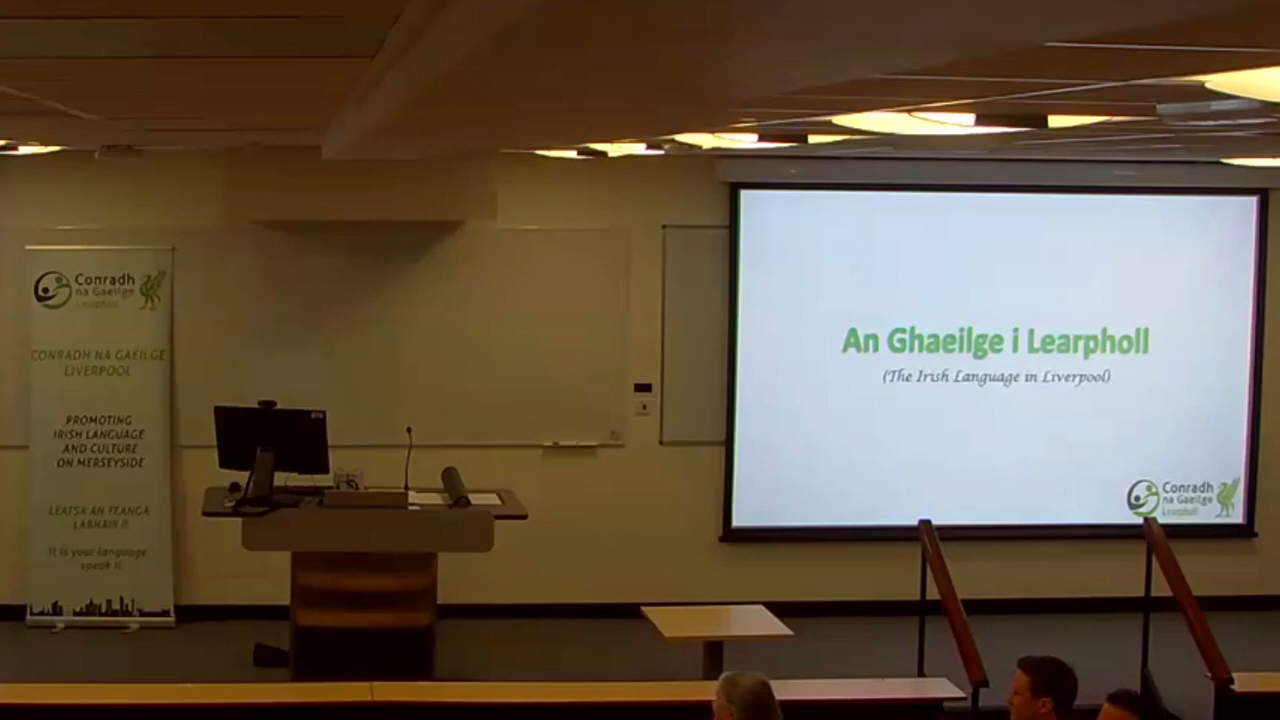 Conradh
na Gaeilge
Learpholl
CONRADH NA GAEILGE
LIVERPOOL
PROMOTING
IRISH LANGUAGE
AND CULTURE
ON MERSEYSIDE
LEATSA AN TEANGA
LABHAIR Í!
It is your language
speak it
An Ghaeilge i Learpholl
(The Irish Language in Liverpool)
Conradh
na Gaeilge
Learpholl